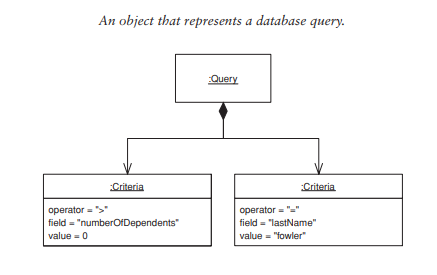 An object that represents a database query.
:Query
:Criteria
operator = ">"
field = "numberOfDependents"
value = 0
:Criteria
operator = "="
field = "lastName"
value = "fowler"